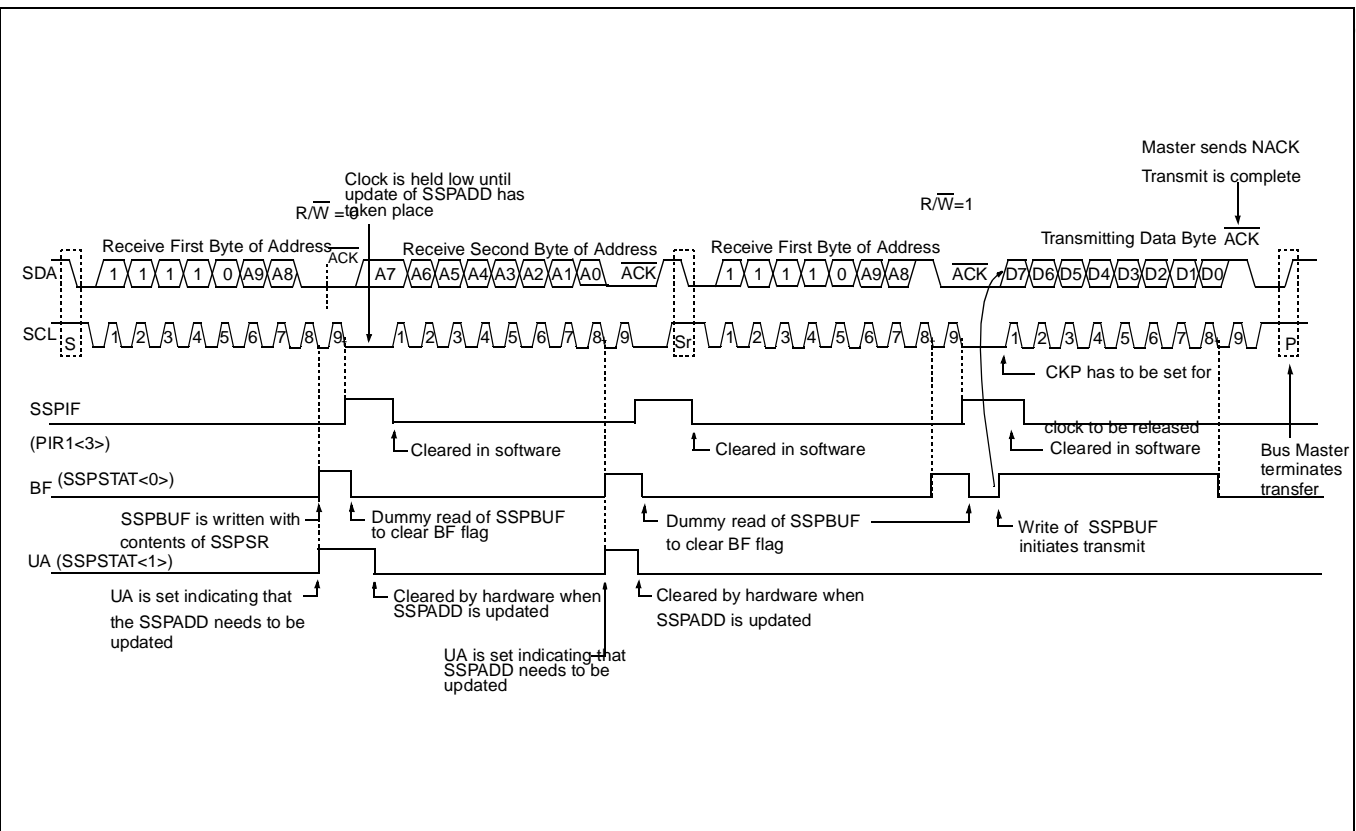 Master sends NACK
Transmit is complete
Clock is held low until
update of SSPADD has
taken place
R/W = 0
R/W=1
Receive First Byte of Address
ACK
Receive Second Byte of Address
Receive First Byte of Address
Transmitting Data Byte
ACK
SDA
1 1 1 1 0 A9 A8
A7 A6 A5 A4 A3 A2 A1 A0
ACK
1 1 1 1 0 A9 A8
ACK
D7 D6 D5 D4 D3 D2 D1 D0
SCL
S
1 2 3 4 5 6 7 8 9
1 2 3 4 5 6 7 8 9
Sr
1 2 3 4 5 6 7 8 9
1 2 3 4 5 6 7 8 9
P
CKP has to be set for
clock to be released
SSPIF
(PIR1<3>)
Cleared in software
Cleared in software
Cleared in software
Bus Master
terminates
transfer
BF (SSPSTAT<0>)
SSPBUF is written with
contents of SSPSR
Dummy read of SSPBUF
to clear BF flag
Dummy read of SSPBUF
to clear BF flag
Write of SSPBUF
initiates transmit
UA (SSPSTAT<1>)
UA is set indicating that
the SSPADD needs to be
updated
Cleared by hardware when
SSPADD is updated
Cleared by hardware when
SSPADD is updated
UA is set indicating that
SSPADD needs to be
updated